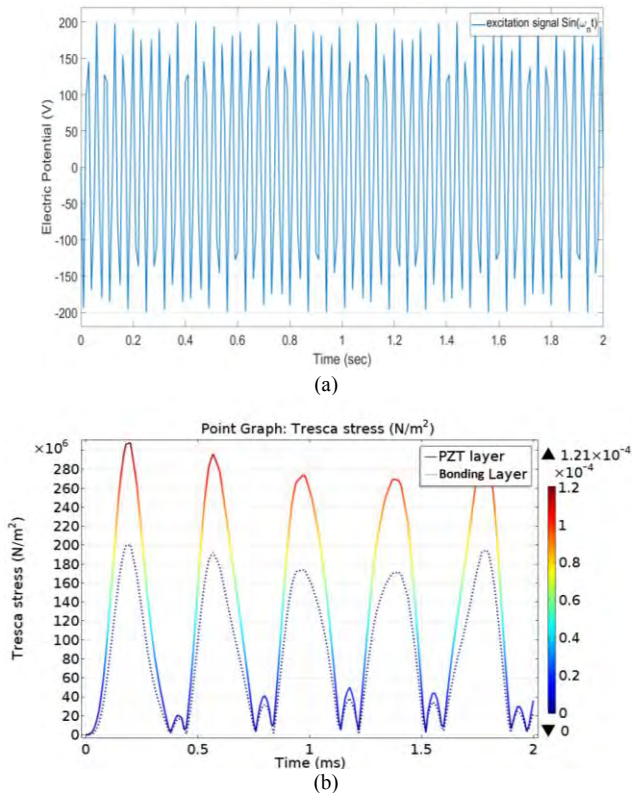 excitation signal Sin(ω_n t)
200
150
100
50
0
-50
-100
-150
-200
Electric Potential (V)
0 0.2 0.4 0.6 0.8 1 1.2 1.4 1.6 1.8 2
Time (sec)
(a)
Point Graph: Tresca stress (N/m²)
×10⁶
280
260
240
220
200
180
160
140
120
100
80
60
40
20
0
Tresca stress (N/m²)
PZT layer
Bonding Layer
0 0.5 1 1.5 2
Time (ms)
▲ 1.21×10⁻⁴
×10⁻⁴
1.2
1
0.8
0.6
0.4
0.2
0
▼ 0
(b)